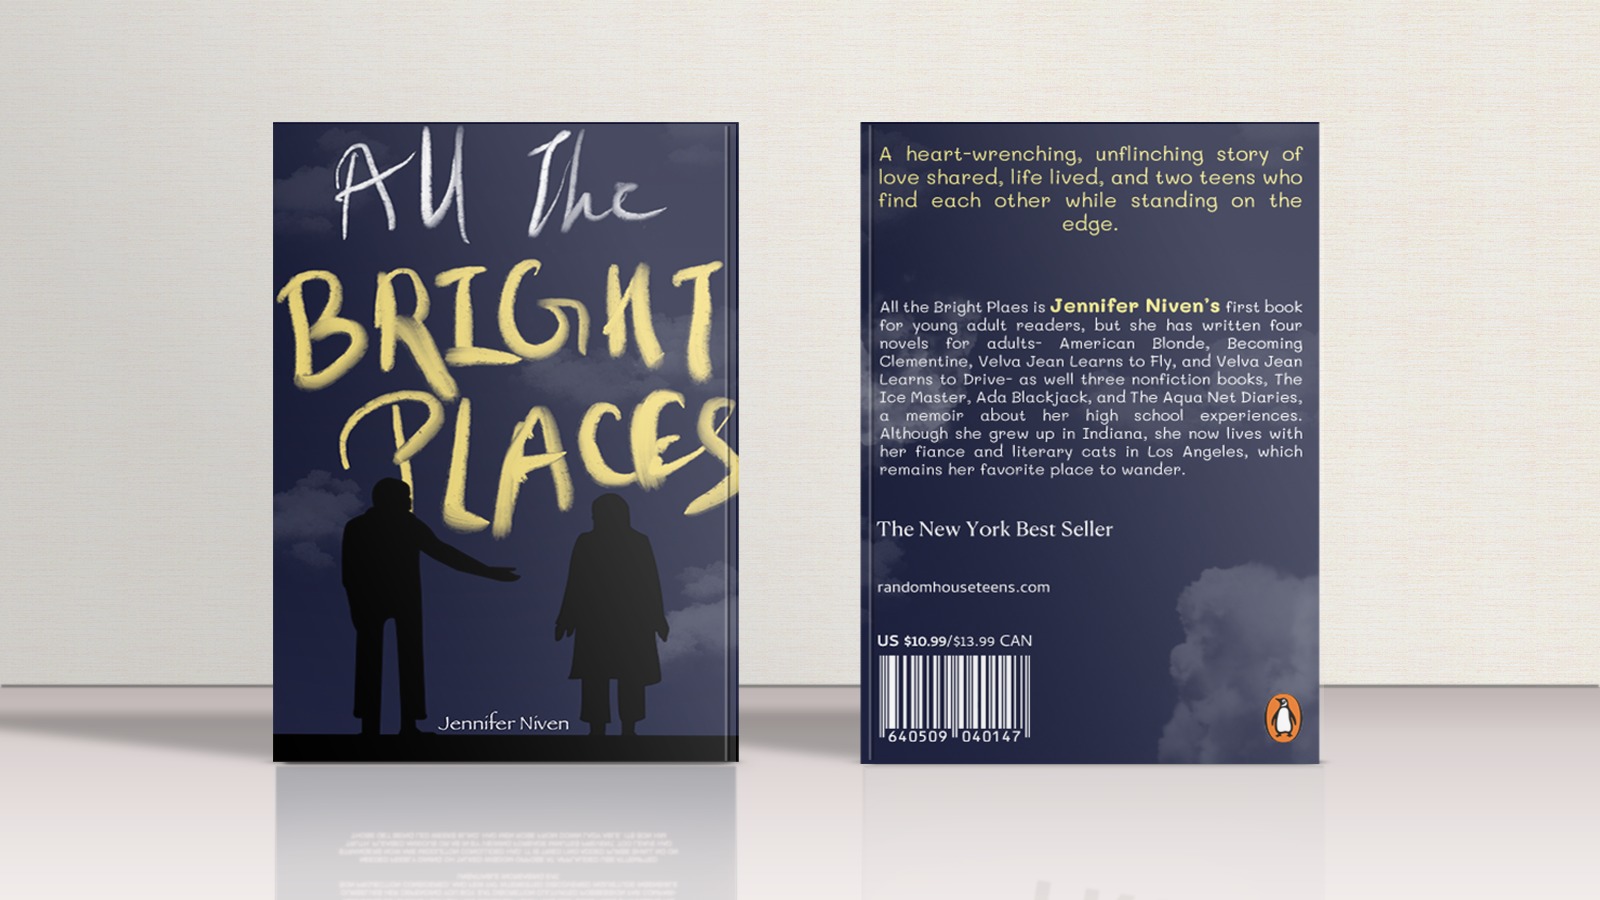 All The
BRIGHT
PLACES
Jennifer Niven
A heart-wrenching, unflinching story of
love shared, life lived, and two teens who
find each other while standing on the
edge.
All the Bright Plaes is Jennifer Niven's first book
for young adult readers, but she has written four
novels for adults- American Blonde, Becoming
Clementine, Velva Jean Learns to Fly, and Velva Jean
Learns to Drive- as well three nonfiction books, The
Ice Master, Ada Blackjack, and The Aqua Net Diaries,
a memoir about her high school experiences.
Although she grew up in Indiana, she now lives with
her fiance and literary cats in Los Angeles, which
remains her favorite place to wander.
The New York Best Seller
randomhouseteens.com
US $10.99/$13.99 CAN
640509 040147